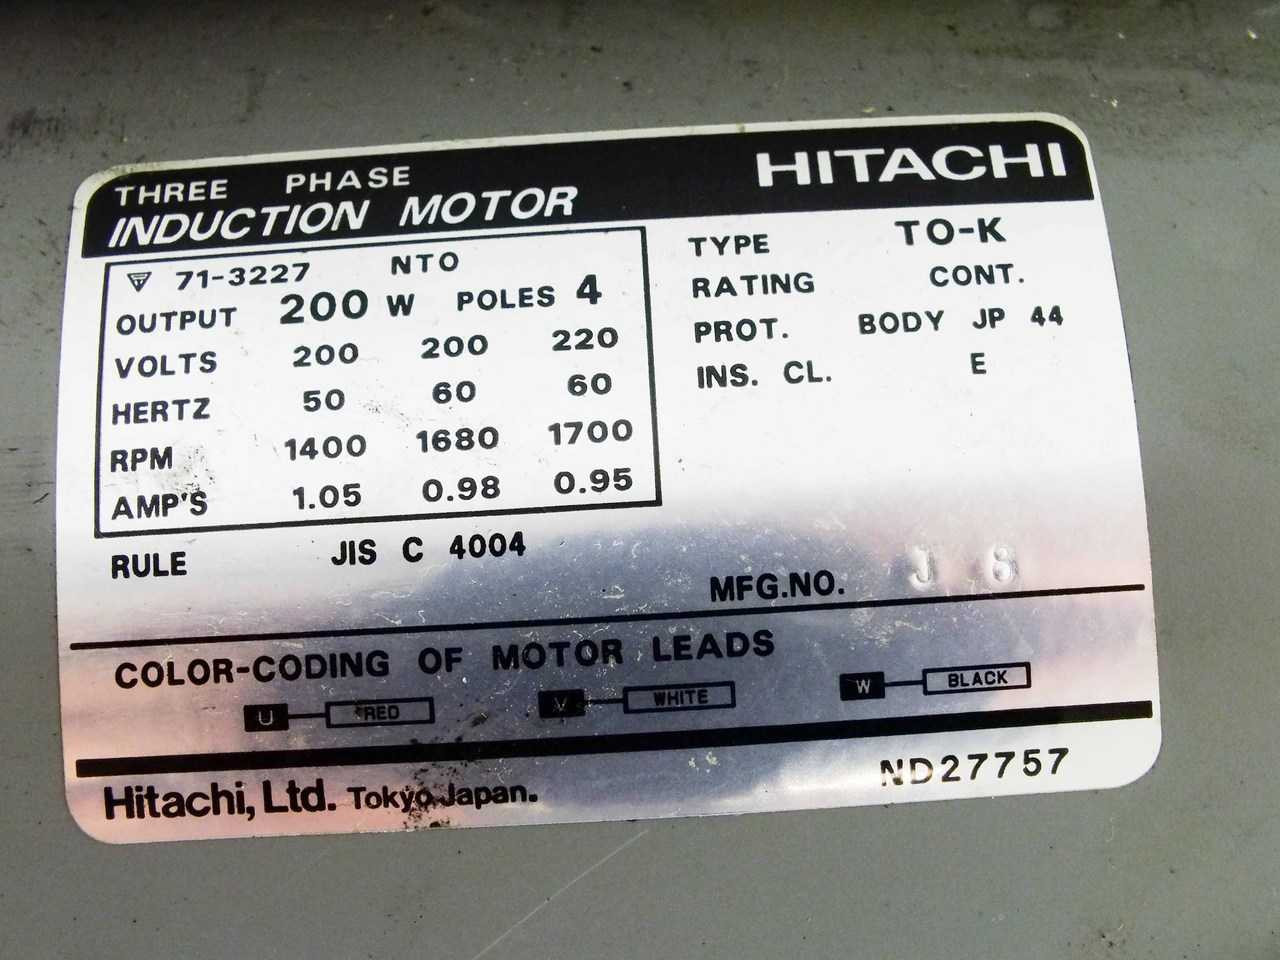 THREE PHASE
INDUCTION MOTOR
HITACHI
71-3227 NTO
OUTPUT 200 W POLES 4
VOLTS 200 200 220
HERTZ 50 60 60
RPM 1400 1680 1700
AMP'S 1.05 0.98 0.95
TYPE TO-K
RATING CONT.
PROT. BODY JP 44
INS. CL. E
RULE JIS C 4004
MFG.NO. J 8
COLOR-CODING OF MOTOR LEADS
U RED V WHITE W BLACK
Hitachi, Ltd. Tokyo Japan.
ND27757